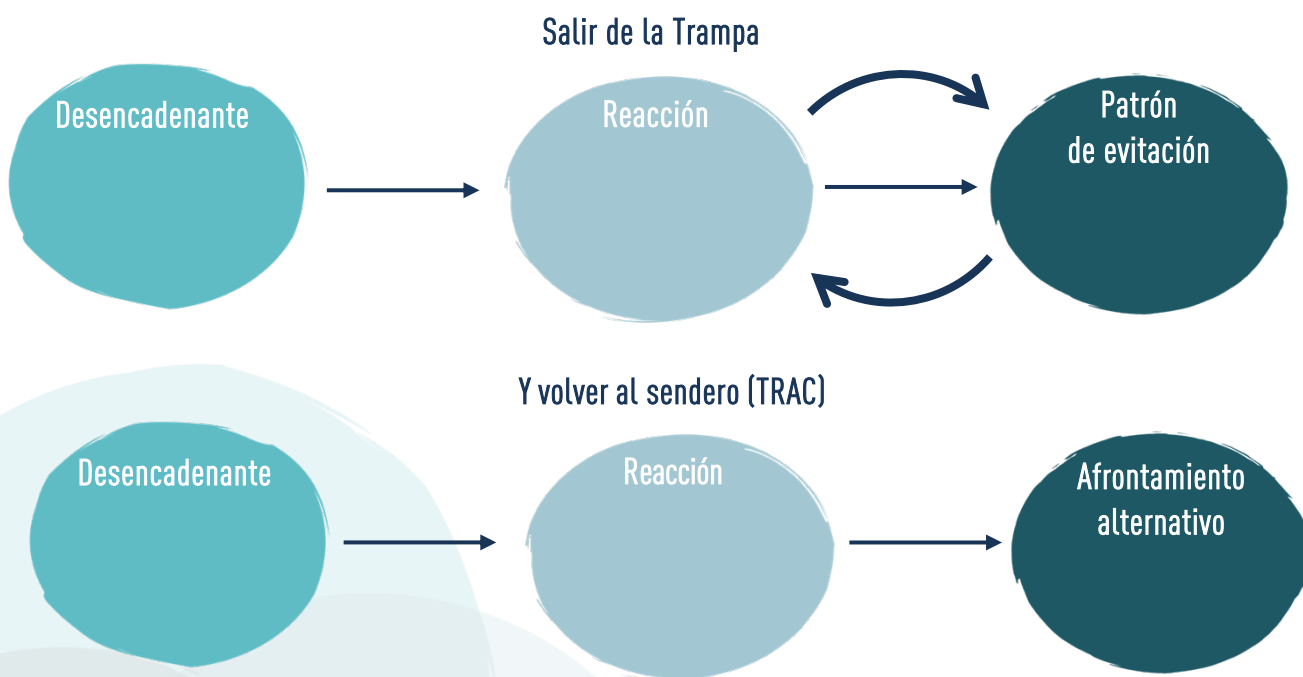 Salir de la Trampa
Desencadenante
Reacción
Patrón
de evitación
Y volver al sendero (TRAC)
Desencadenante
Reacción
Afrontamiento
alternativo